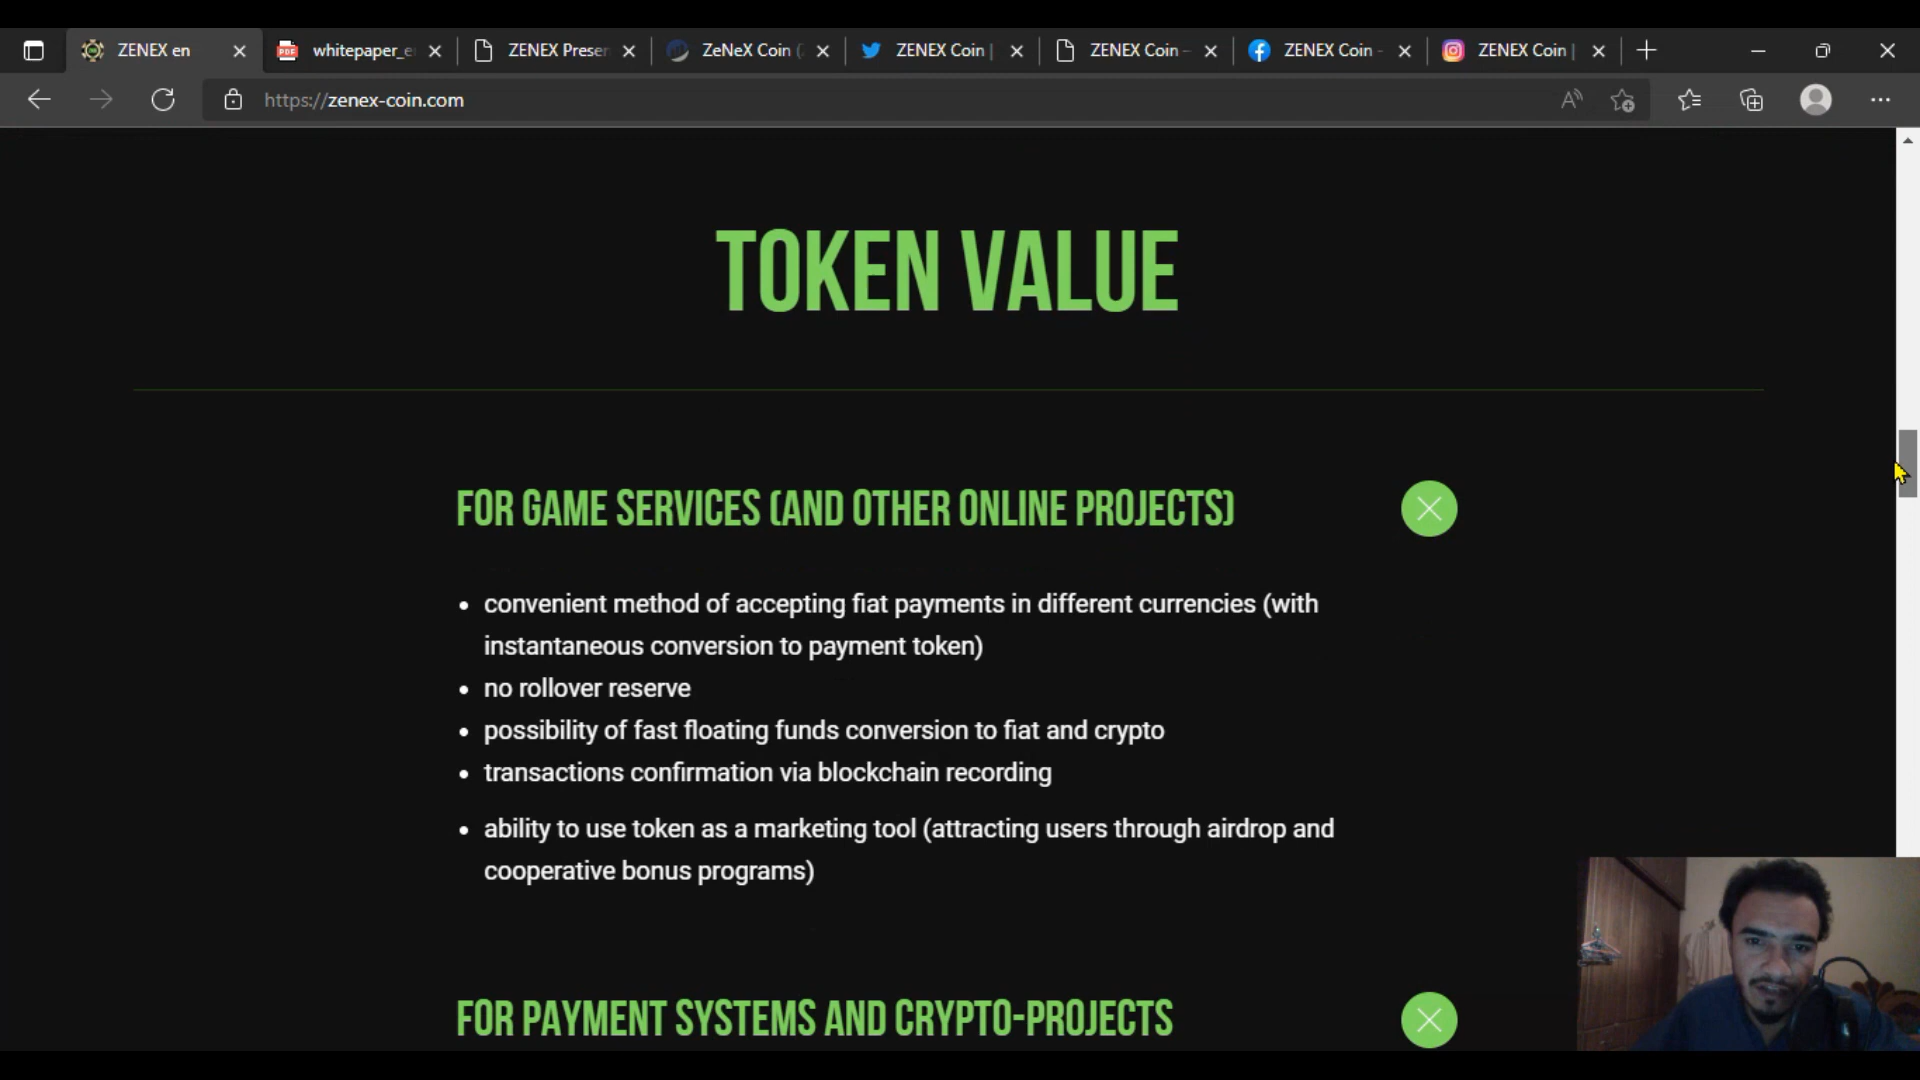 ZENEX en
whitepaper_e
ZENEX Preser
ZeNeX Coin (
ZENEX Coin |
ZENEX Coin -
ZENEX Coin -
ZENEX Coin |
https://zenex-coin.com
TOKEN VALUE
FOR GAME SERVICES (AND OTHER ONLINE PROJECTS)
• convenient method of accepting fiat payments in different currencies (with
instantaneous conversion to payment token)
• no rollover reserve
• possibility of fast floating funds conversion to fiat and crypto
• transactions confirmation via blockchain recording
• ability to use token as a marketing tool (attracting users through airdrop and
cooperative bonus programs)
FOR PAYMENT SYSTEMS AND CRYPTO-PROJECTS